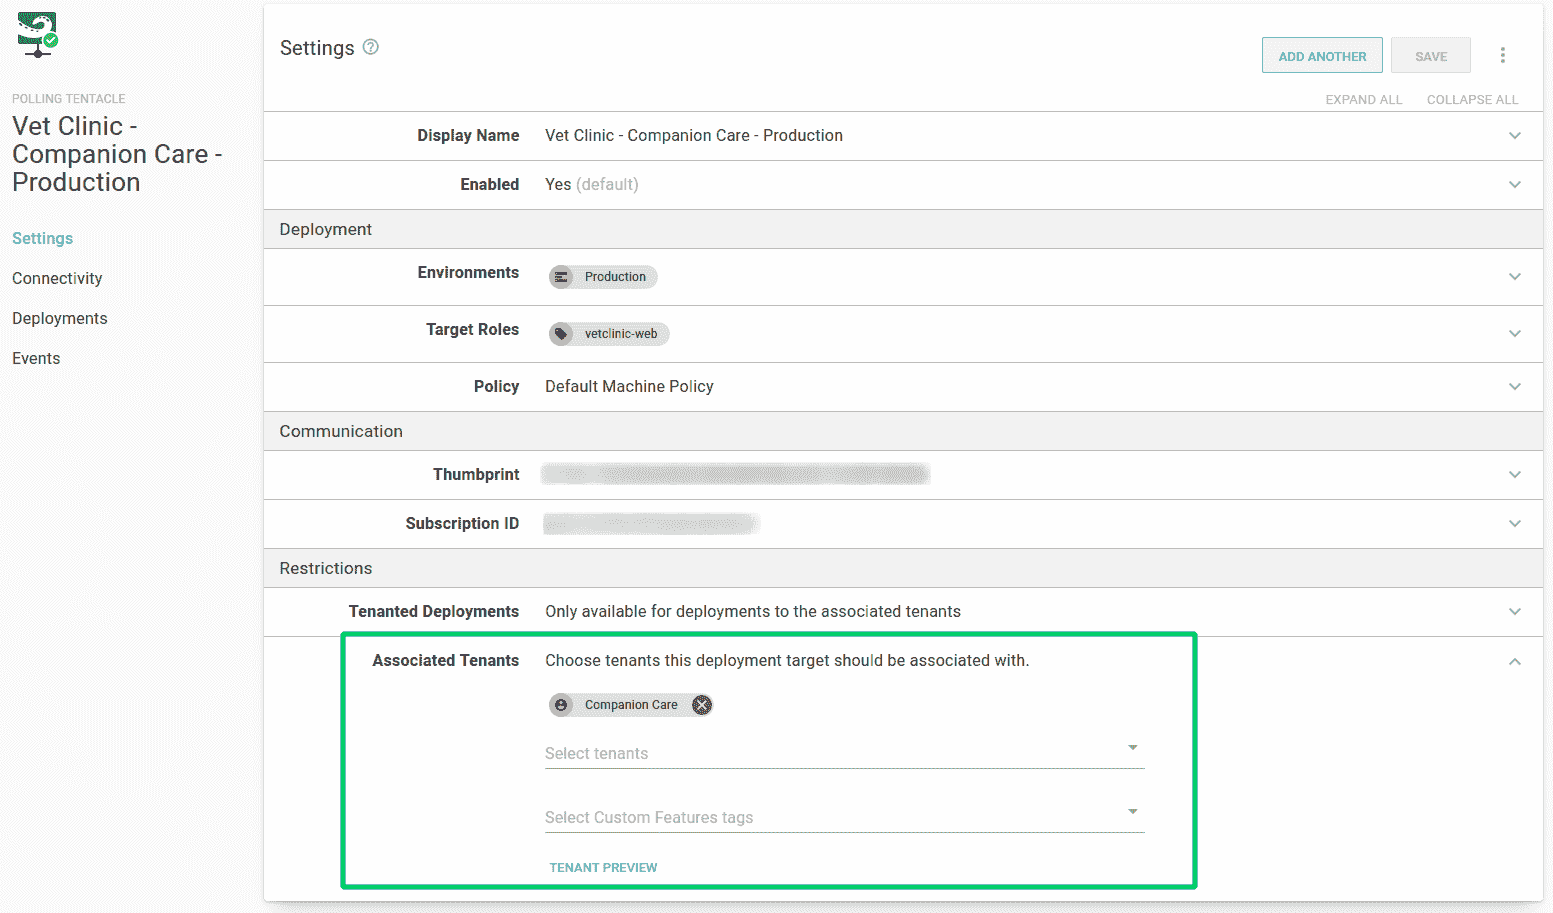 POLLING TENTACLE
Vet Clinic -
Companion Care -
Production
Settings
Connectivity
Deployments
Events
Settings
ADD ANOTHER
SAVE
EXPAND ALL
COLLAPSE ALL
Display Name
Vet Clinic - Companion Care - Production
Enabled
Yes (default)
Deployment
Environments
Production
Target Roles
vetclinic-web
Policy
Default Machine Policy
Communication
Thumbprint
Subscription ID
Restrictions
Tenanted Deployments
Only available for deployments to the associated tenants
Associated Tenants
Choose tenants this deployment target should be associated with.
Companion Care
Select tenants
Select Custom Features tags
TENANT PREVIEW